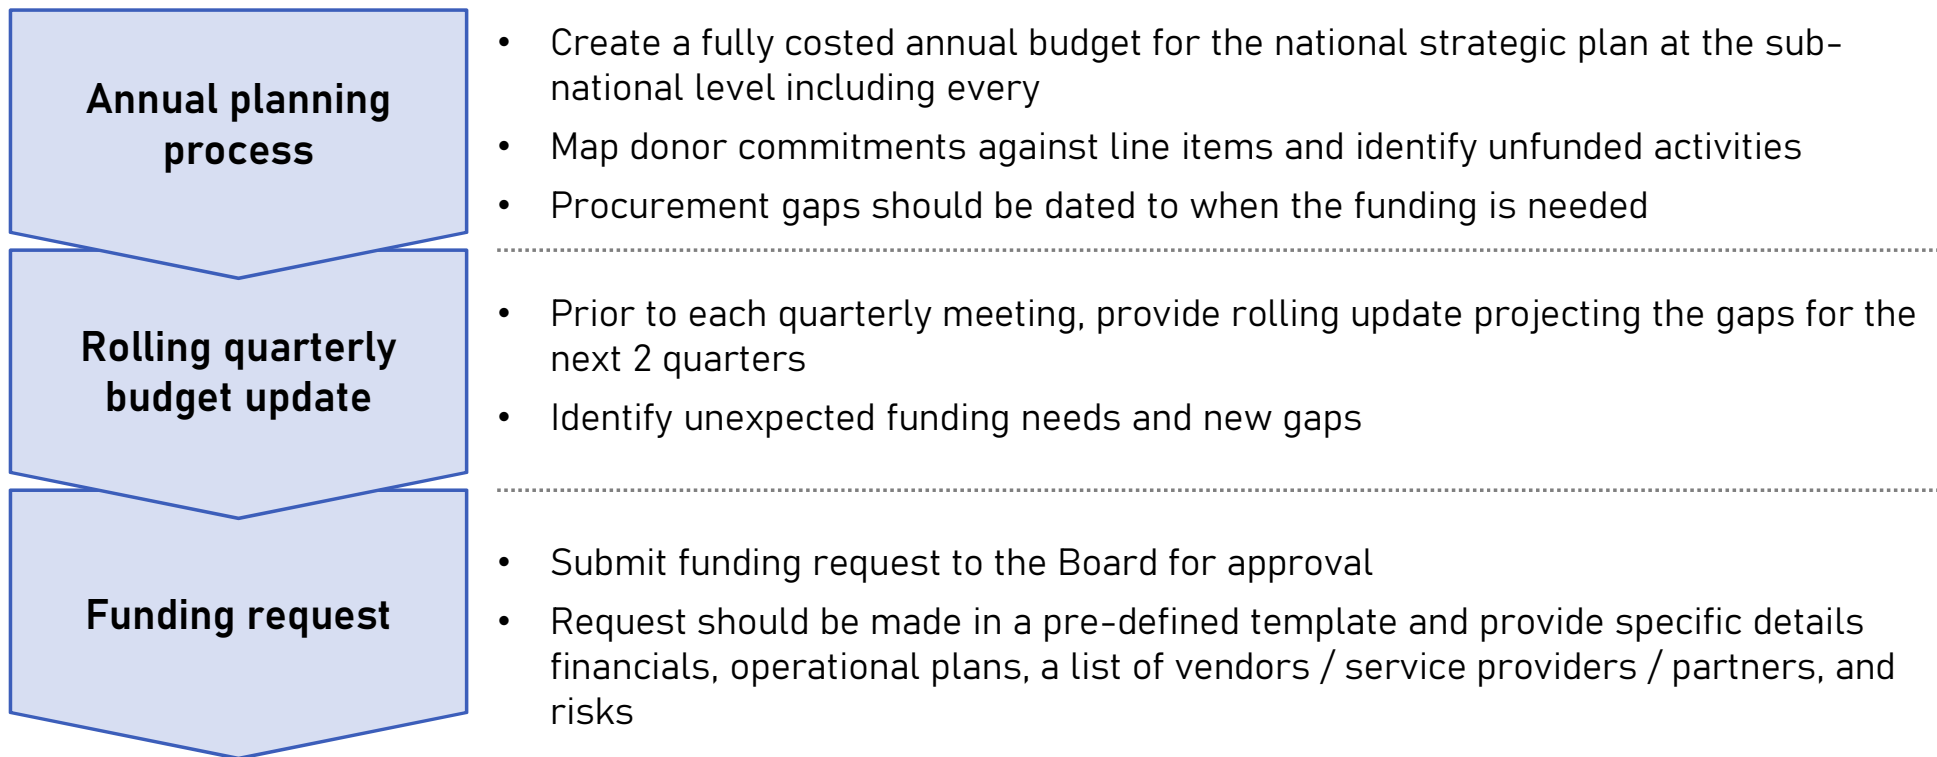 Annual planning
process
• Create a fully costed annual budget for the national strategic plan at the sub-
national level including every
• Map donor commitments against line items and identify unfunded activities
• Procurement gaps should be dated to when the funding is needed
Rolling quarterly
budget update
• Prior to each quarterly meeting, provide rolling update projecting the gaps for the
next 2 quarters
• Identify unexpected funding needs and new gaps
Funding request
• Submit funding request to the Board for approval
• Request should be made in a pre-defined template and provide specific details
financials, operational plans, a list of vendors / service providers / partners, and
risks